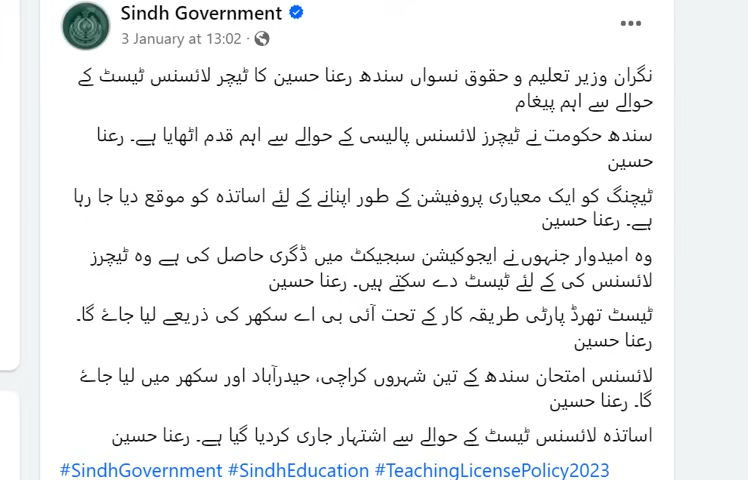 Sindh Government
3 January at 13:02 ·
نگران وزیر تعلیم و حقوق نسواں سندھ رعنا حسین کا ٹیچر لائسنس ٹیسٹ کے
حوالے سے اہم پیغام
سندھ حکومت نے ٹیچرز لائسنس پالیسی کے حوالے سے اہم قدم اٹھایا ہے۔ رعنا
حسین
ٹیچنگ کو ایک معیاری پروفیشن کے طور اپنانے کے لئے اساتذہ کو موقع دیا جا رہا
ہے۔ رعنا حسین
وہ امیدوار جنہوں نے ایجوکیشن سبجیکٹ میں ڈگری حاصل کی ہے وہ ٹیچرز
لائسنس کی کے لئے ٹیسٹ دے سکتے ہیں۔ رعنا حسین
ٹیسٹ تھرڈ پارٹی طریقہ کار کے تحت آئی بی اے سکھر کی ذریعے لیا جاۓ گا۔
رعنا حسین
لائسنس امتحان سندھ کے تین شہروں کراچی، حیدرآباد اور سکھر میں لیا جاۓ
گا۔ رعنا حسین
اساتذہ لائسنس ٹیسٹ کے حوالے سے اشتہار جاری کردیا گیا ہے۔ رعنا حسین
#SindhGovernment #SindhEducation #TeachingLicensePolicy2023